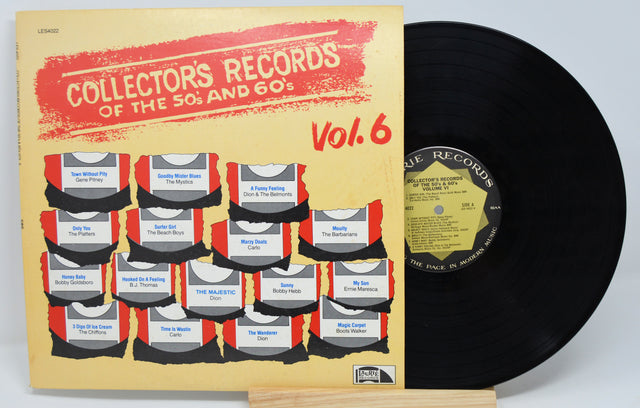 LES4022
COLLECTOR'S RECORDS
OF THE 50s AND 60s
Vol. 6
Town Without Pity
Gene Pitney
Goodby Mister Blues
The Mystics
A Funny Feeling
Dion & The Belmonts
Only You
The Platters
Surfer Girl
The Beach Boys
Marzy Doats
Carlo
Moulty
The Barbarians
Honey Baby
Bobby Goldsboro
Hooked On A Feeling
B.J. Thomas
THE MAJESTIC
Dion
Sunny
Bobby Hebb
My Son
Ernie Maresca
3 Dips Of Ice Cream
The Chiffons
Time Is Wastin
Carlo
The Wanderer
Dion
Magic Carpet
Boots Walker
RECORDS
COLLECTOR'S RECORDS
OF THE 50's & 60's
VOLUME VI
SIDE A
THE PACE IN MODERN MUSIC